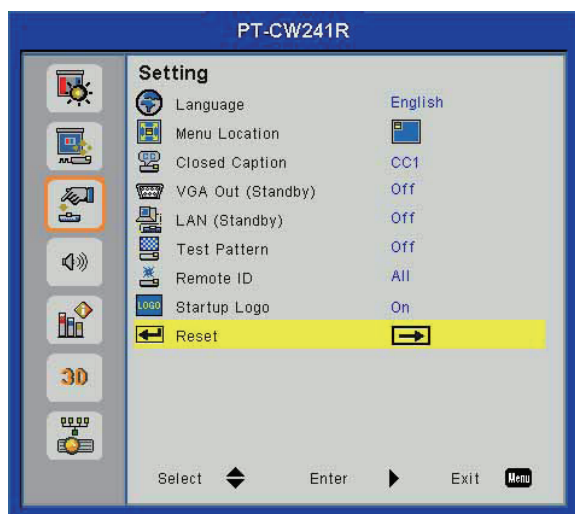 PT-CW241R
Setting
Language English
Menu Location
Closed Caption CC1
VGA Out (Standby) Off
LAN (Standby) Off
Test Pattern Off
Remote ID All
LOGO Startup Logo On
Reset
3D
Select Enter Exit Menu